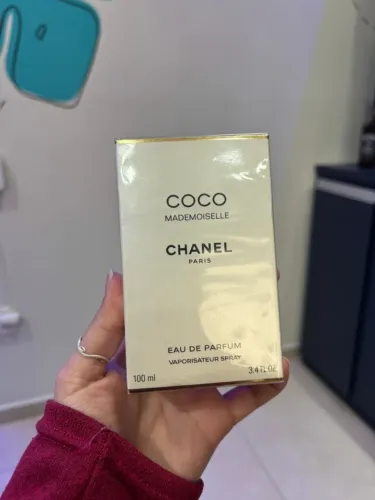 COCO
MADEMOISELLE
CHANEL
PARIS
EAU DE PARFUM
VAPORISATEUR SPRAY
100 ml 3.4 FL.OZ